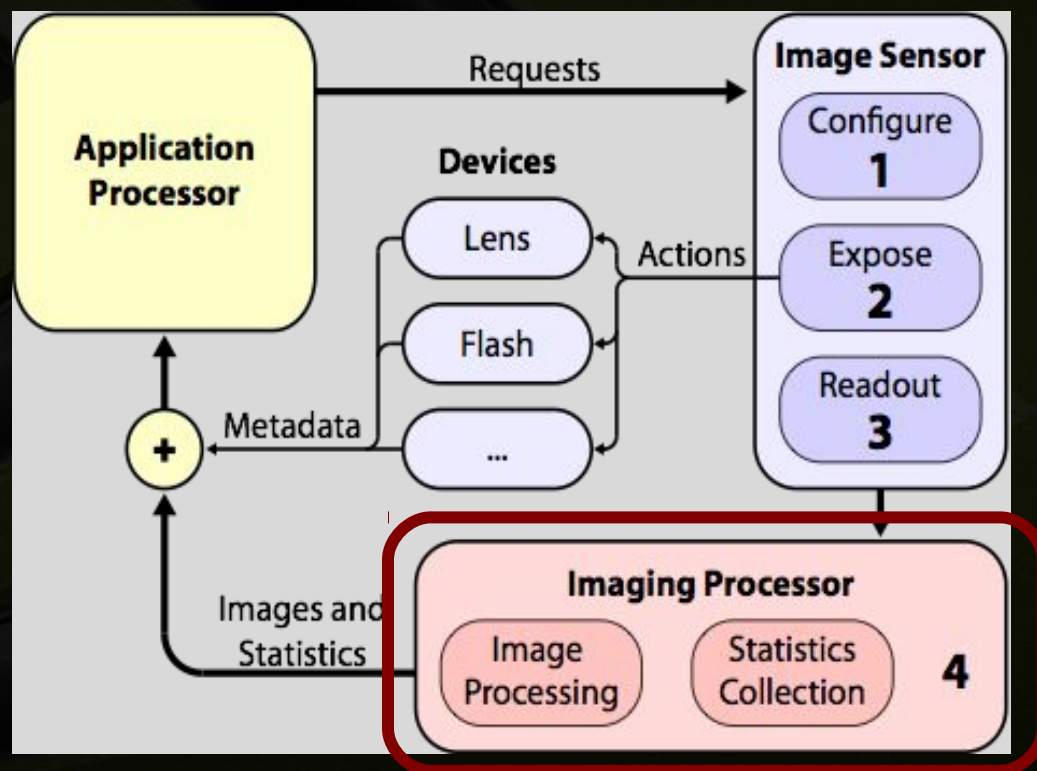 Application
Processor
Requests
Image Sensor
Configure
1
Expose
2
Readout
3
Devices
Lens
Flash
...
Actions
Metadata
+
Images and
Statistics
Imaging Processor
Image
Processing
Statistics
Collection
4